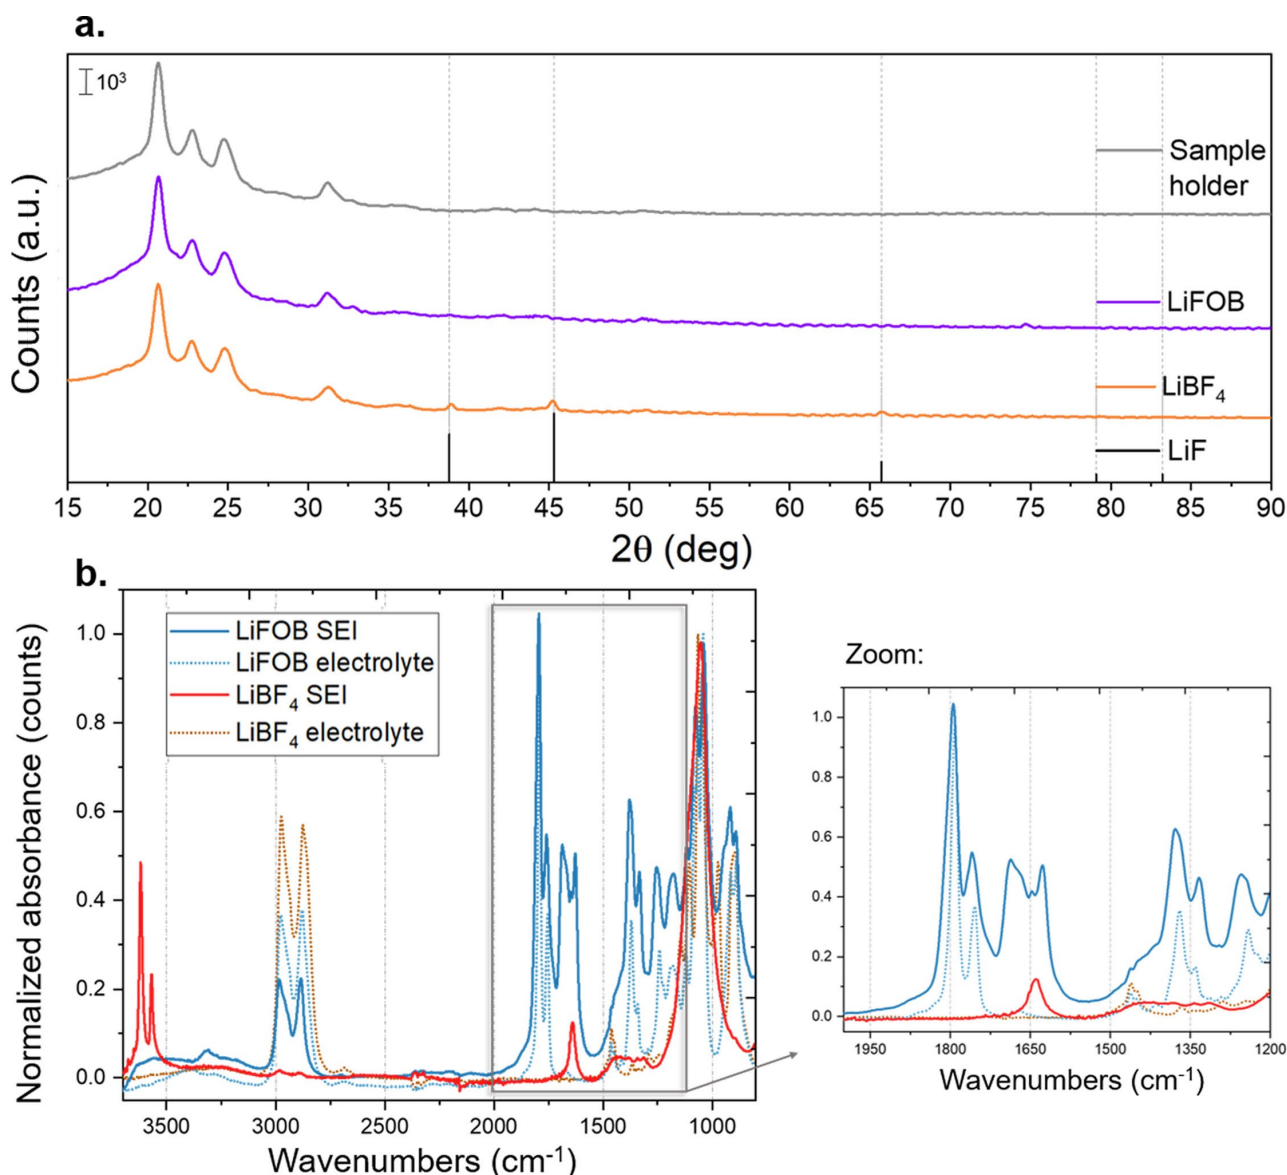 a.
10³
Counts (a.u.)
Sample
holder
LiFOB
LiBF₄
LiF
15 20 25 30 35 40 45 50 55 60 65 70 75 80 85 90
2θ (deg)
b.
Normalized absorbance (counts)
1.0
0.8
0.6
0.4
0.2
0.0
LiFOB SEI
LiFOB electrolyte
LiBF₄ SEI
LiBF₄ electrolyte
3500 3000 2500 2000 1500 1000
Wavenumbers (cm⁻¹)
Zoom:
1.0
0.8
0.6
0.4
0.2
0.0
1950 1800 1650 1500 1350 1200
Wavenumbers (cm⁻¹)